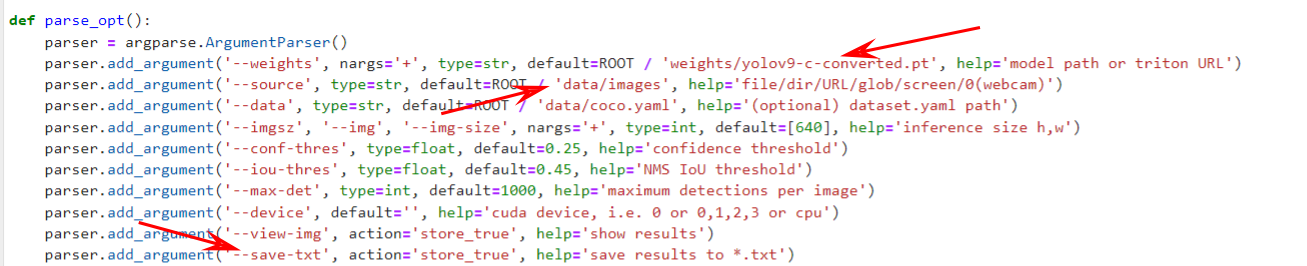 def parse_opt():
    parser = argparse.ArgumentParser()
    parser.add_argument('--weights', nargs='+', type=str, default=ROOT / 'weights/yolov9-c-converted.pt', help='model path or triton URL')
    parser.add_argument('--source', type=str, default=ROOT / 'data/images', help='file/dir/URL/glob/screen/0(webcam)')
    parser.add_argument('--data', type=str, default=ROOT / 'data/coco.yaml', help='(optional) dataset.yaml path')
    parser.add_argument('--imgsz', '--img', '--img-size', nargs='+', type=int, default=[640], help='inference size h,w')
    parser.add_argument('--conf-thres', type=float, default=0.25, help='confidence threshold')
    parser.add_argument('--iou-thres', type=float, default=0.45, help='NMS IoU threshold')
    parser.add_argument('--max-det', type=int, default=1000, help='maximum detections per image')
    parser.add_argument('--device', default='', help='cuda device, i.e. 0 or 0,1,2,3 or cpu')
    parser.add_argument('--view-img', action='store_true', help='show results')
    parser.add_argument('--save-txt', action='store_true', help='save results to *.txt')